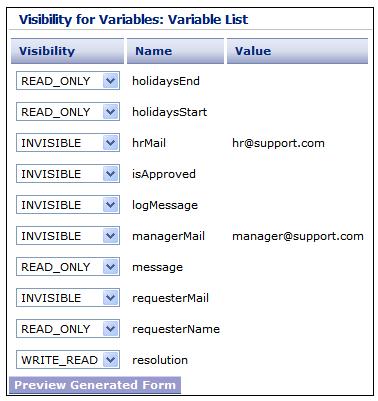 Visibility for Variables: Variable List
Visibility Name Value
READ_ONLY holidaysEnd
READ_ONLY holidaysStart
INVISIBLE hrMail hr@support.com
INVISIBLE isApproved
INVISIBLE logMessage
INVISIBLE managerMail manager@support.com
READ_ONLY message
INVISIBLE requesterMail
READ_ONLY requesterName
WRITE_READ resolution
Preview Generated Form